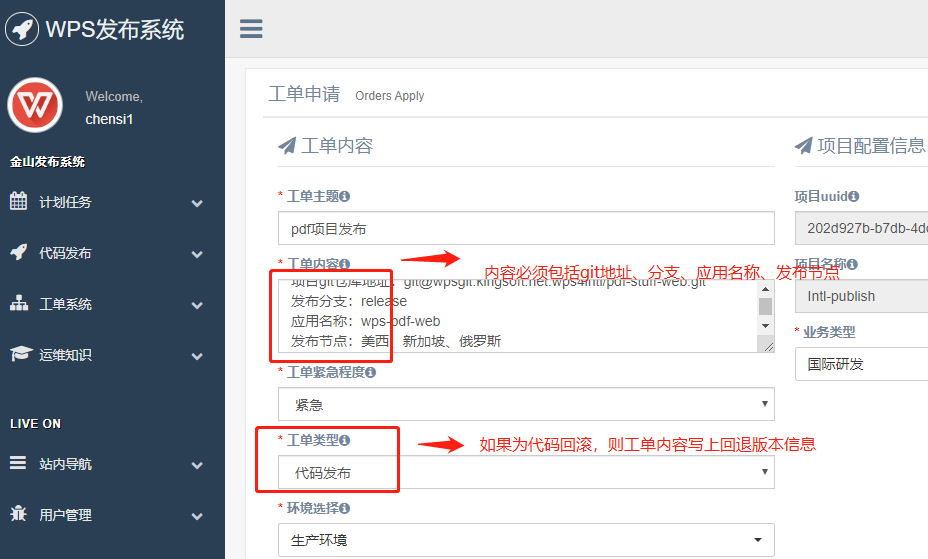 WPS发布系统
Welcome,
chensi1
金山发布系统
计划任务
代码发布
工单系统
运维知识
LIVE ON
站内导航
用户管理
工单申请 Orders Apply
工单内容
* 工单主题
pdf项目发布
* 工单内容
内容必须包括git地址、分支、应用名称、发布节点
项目git仓库地址：git@wpsgit.kingsoft.net:wps4intl/pdf-stuff-web.git
发布分支：release
应用名称：wps-pdf-web
发布节点：美西、新加坡、俄罗斯
* 工单紧急程度
紧急
* 工单类型
如果为代码回滚，则工单内容写上回退版本信息
代码发布
* 环境选择
生产环境
项目配置信息
项目uuid
202d927b-b7db-4d
项目名称
Intl-publish
* 业务类型
国际研发